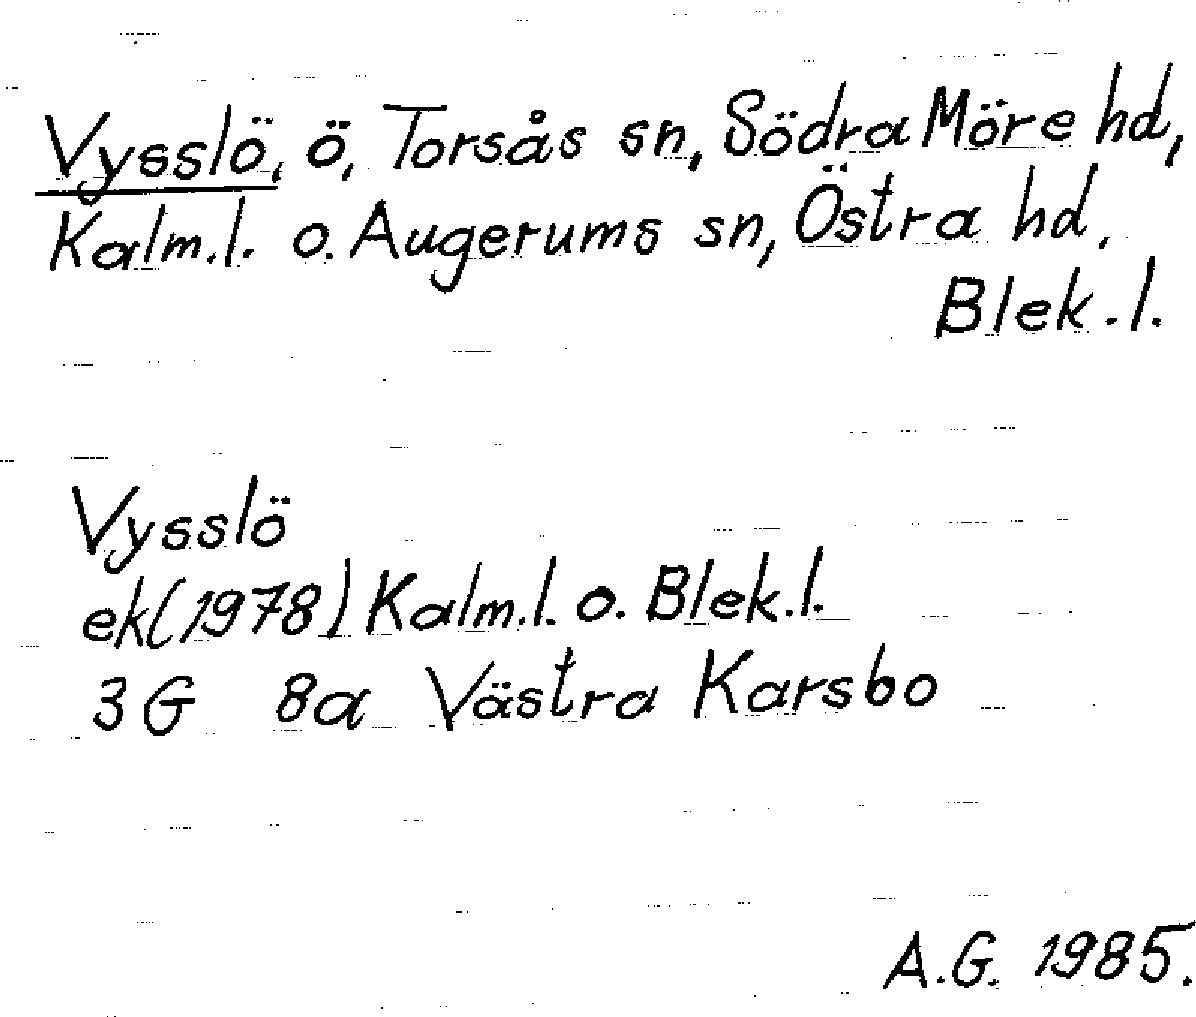 Vysslö, ö, Torsås sn, Södra Möre hd,
Kalm.l. o. Augerums sn, Östra hd,
Blek.l.
Vysslö
ek(1978) Kalm.l. o. Blek.l.
3G 8a Västra Karsbo
A.G. 1985.